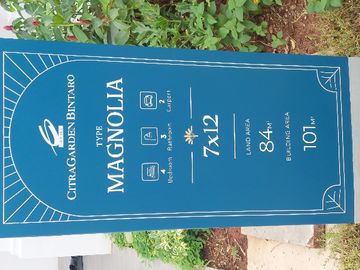 CITRAGARDEN BINTARO
TYPE
MAGNOLIA
4 3 2
Bedroom Bathroom Carport
7x12
LAND AREA
84M²
BUILDING AREA
101M²